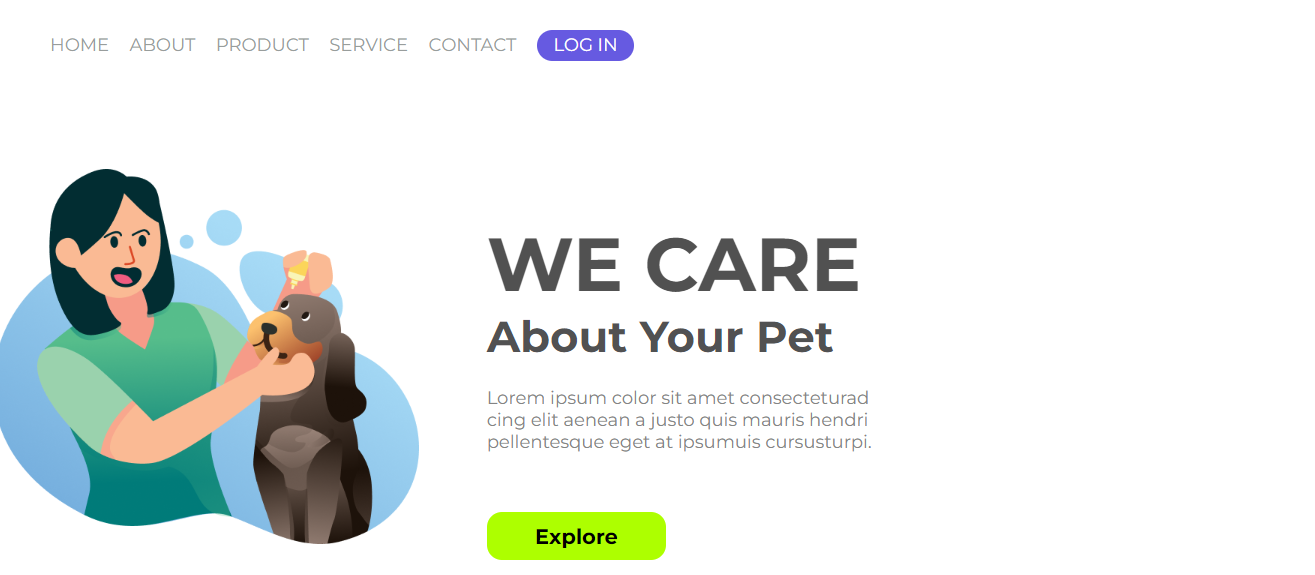 HOME ABOUT PRODUCT SERVICE CONTACT LOG IN
WE CARE
About Your Pet
Lorem ipsum color sit amet consecteturad
cing elit aenean a justo quis mauris hendri
pellentesque eget at ipsumuis cursusturpi.
Explore